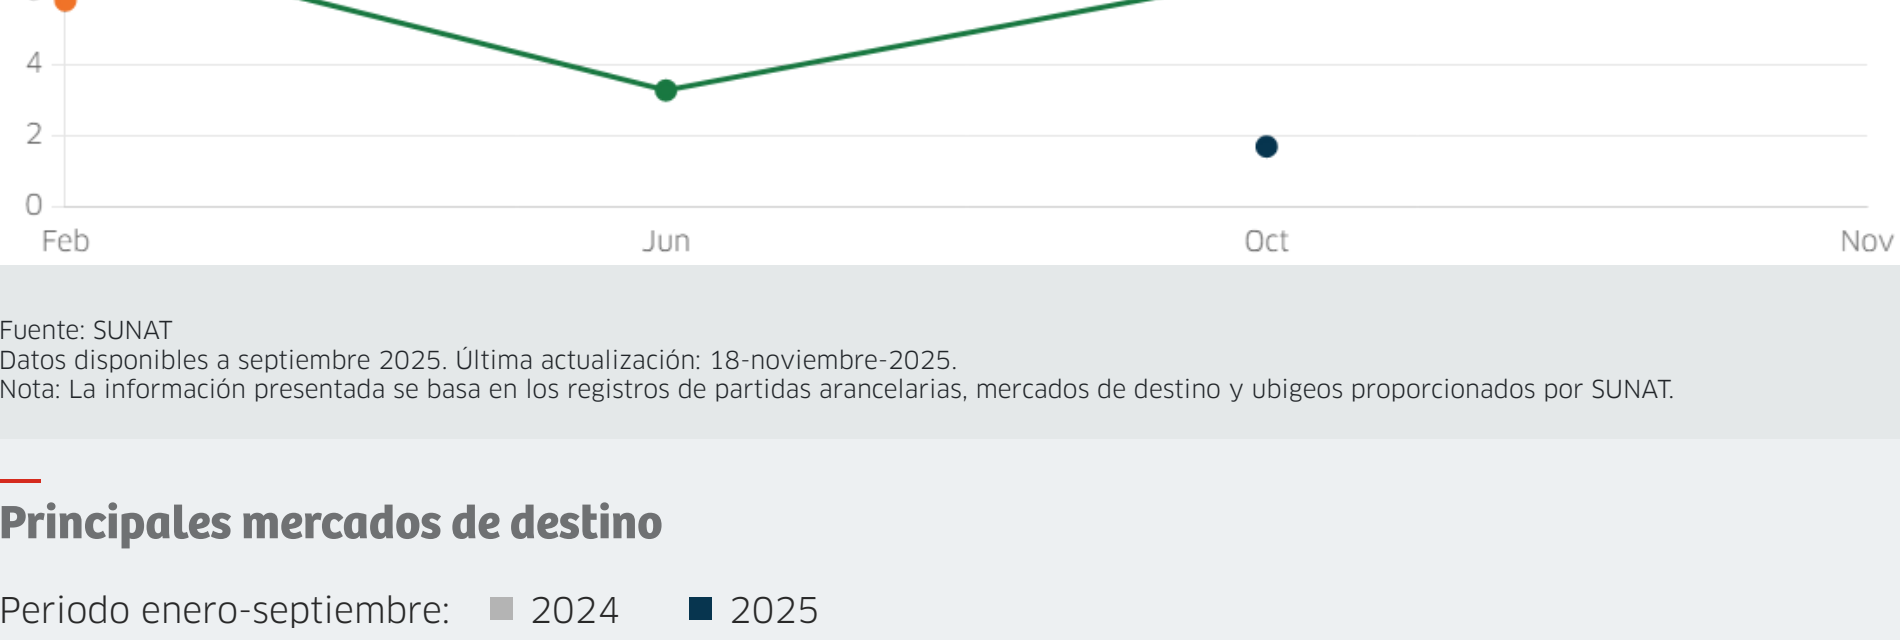 4
2
0
Feb Jun Oct Nov
Fuente: SUNAT
Datos disponibles a septiembre 2025. Última actualización: 18-noviembre-2025.
Nota: La información presentada se basa en los registros de partidas arancelarias, mercados de destino y ubigeos proporcionados por SUNAT.
Principales mercados de destino
Periodo enero-septiembre: 2024 2025